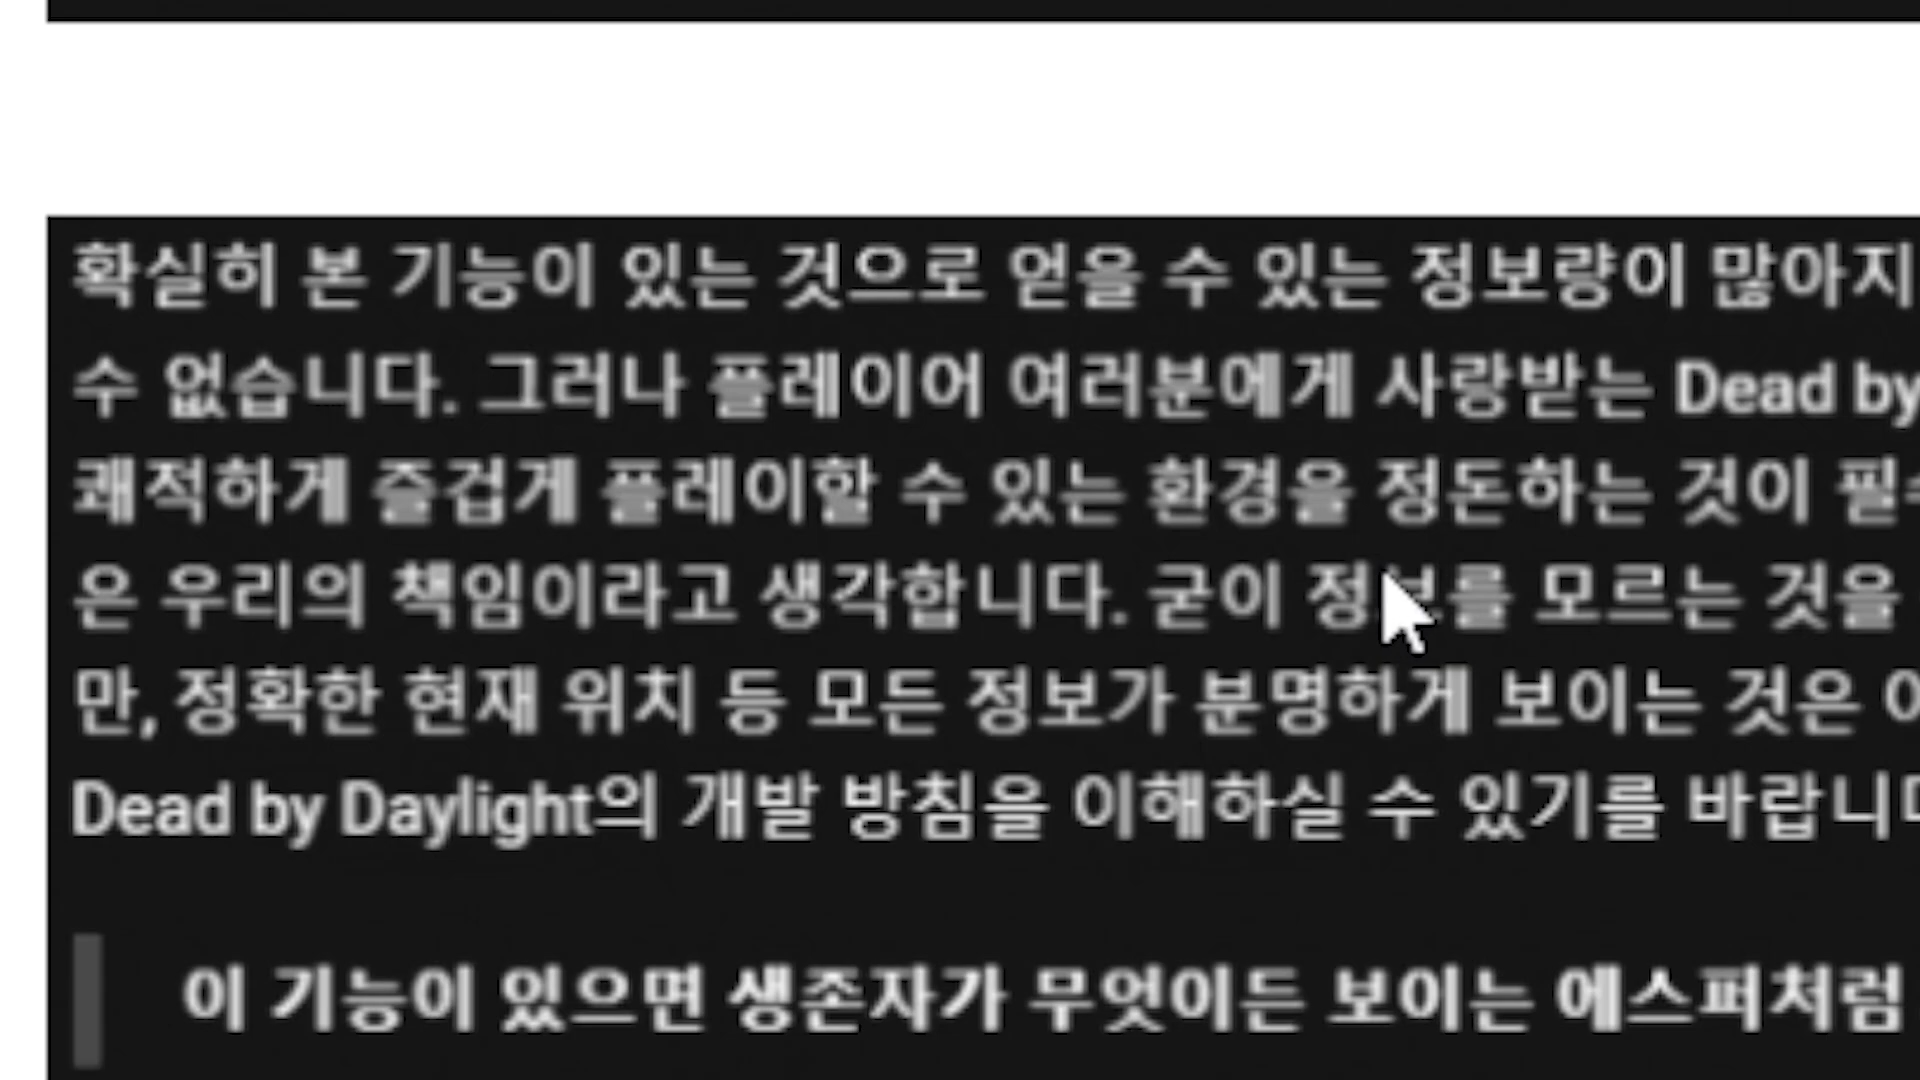 확실히 본 기능이 있는 것으로 얻을 수 있는 정보량이 많아지
수 없습니다. 그러나 플레이어 여러분에게 사랑받는 Dead by
쾌적하게 즐겁게 플레이할 수 있는 환경을 정돈하는 것이
은 우리의 책임이라고 생각합니다. 굳이 정보를 모르는 것을
만, 정확한 현재 위치 등 모든 정보가 분명하게 보이는 것은
Dead by Daylight의 개발 방침을 이해하실 수 있기를 바랍니다
이 기능이 있으면 생존자가 무엇이든 보이는 에스퍼처럼